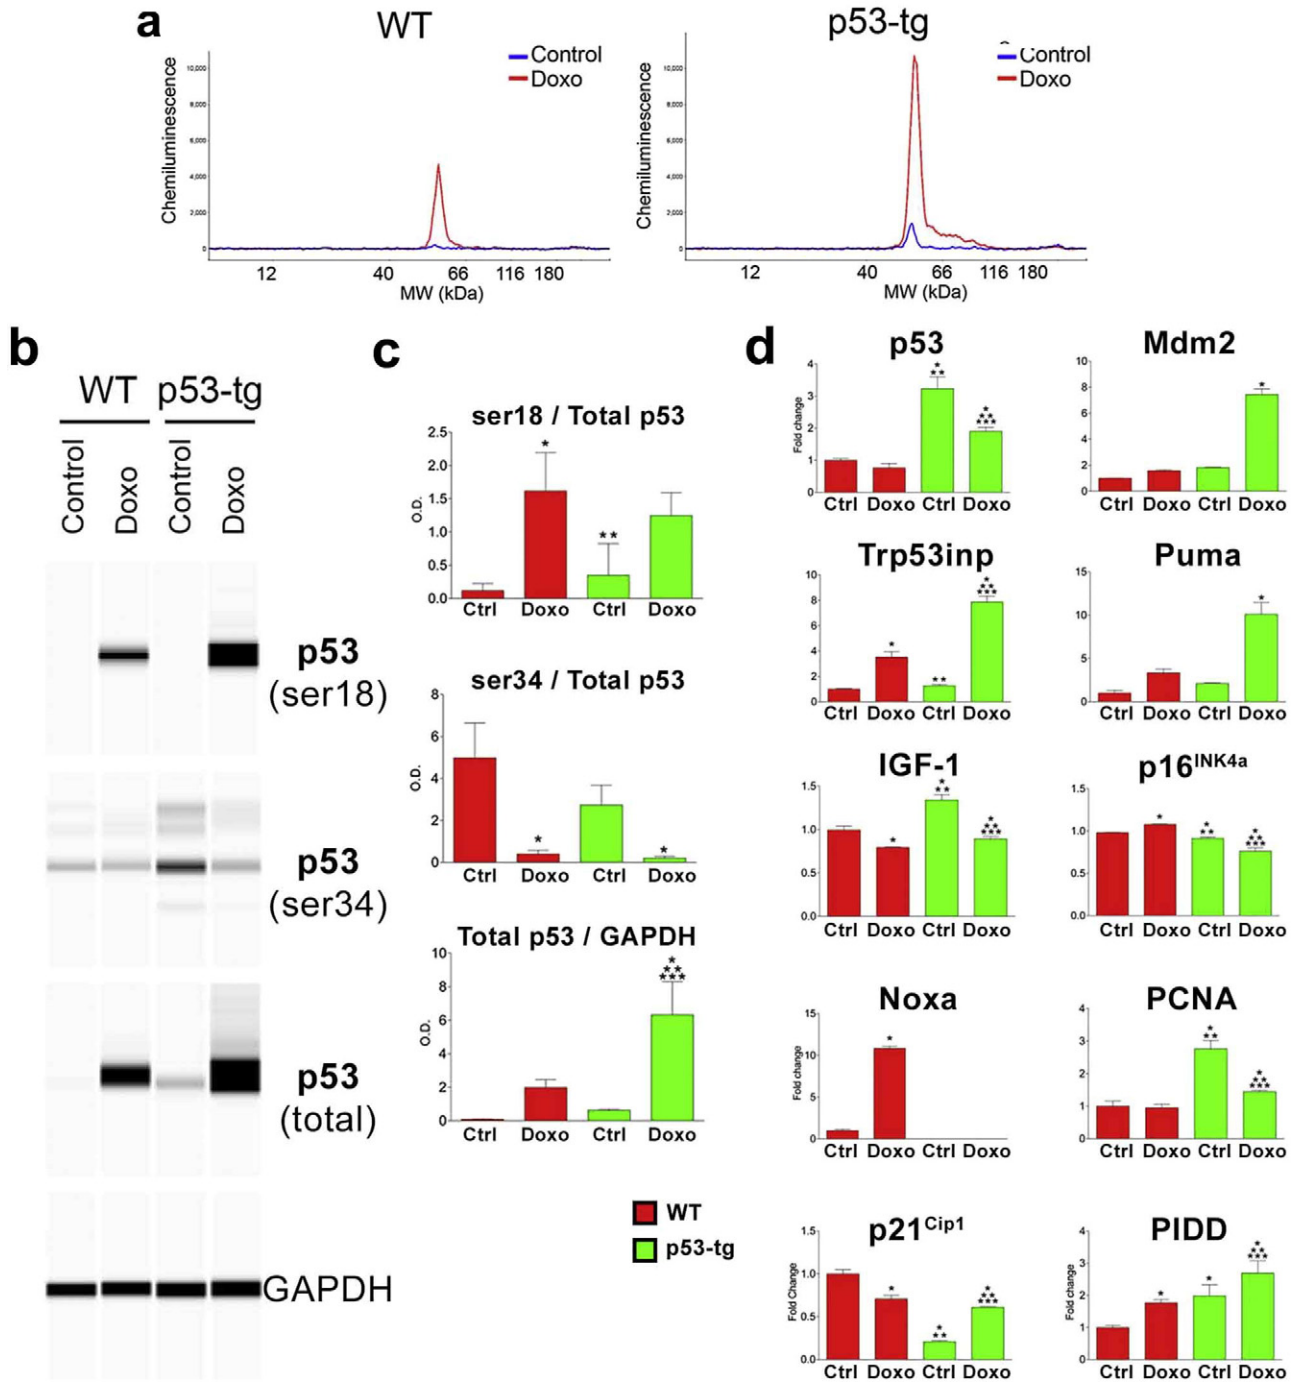 a
WT
Control
Doxo
Chemiluminescence
10,000
8,000
6,000
4,000
2,000
0
12 40 66 116 180
MW (kDa)
p53-tg
Control
Doxo
Chemiluminescence
10,000
8,000
6,000
4,000
2,000
0
12 40 66 116 180
MW (kDa)
b
WT p53-tg
Control Doxo Control Doxo
p53
(ser18)
p53
(ser34)
p53
(total)
GAPDH
c
ser18 / Total p53
O.D.
2.5
2.0
1.5
1.0
0.5
0.0
*
**
Ctrl Doxo Ctrl Doxo
ser34 / Total p53
O.D.
8
6
4
2
0
*
*
Ctrl Doxo Ctrl Doxo
Total p53 / GAPDH
O.D.
10
8
6
4
2
0
*
**
***
Ctrl Doxo Ctrl Doxo
WT
p53-tg
d
p53
Fold change
4
3
2
1
0
*
**
*
**
***
Ctrl Doxo Ctrl Doxo
Mdm2
10
8
6
4
2
0
*
Ctrl Doxo Ctrl Doxo
Trp53inp
10
8
6
4
2
0
*
**
*
**
***
Ctrl Doxo Ctrl Doxo
Puma
15
10
5
0
*
Ctrl Doxo Ctrl Doxo
IGF-1
1.5
1.0
0.5
0.0
*
*
**
*
**
***
Ctrl Doxo Ctrl Doxo
p16INK4a
1.5
1.0
0.5
0.0
*
*
**
*
**
***
Ctrl Doxo Ctrl Doxo
Noxa
Fold change
15
10
5
0
*
Ctrl Doxo Ctrl Doxo
PCNA
4
3
2
1
0
*
**
*
**
***
Ctrl Doxo Ctrl Doxo
p21Cip1
Fold Change
1.5
1.0
0.5
0.0
*
*
**
*
**
***
Ctrl Doxo Ctrl Doxo
PIDD
Fold change
4
3
2
1
0
*
*
*
**
***
Ctrl Doxo Ctrl Doxo